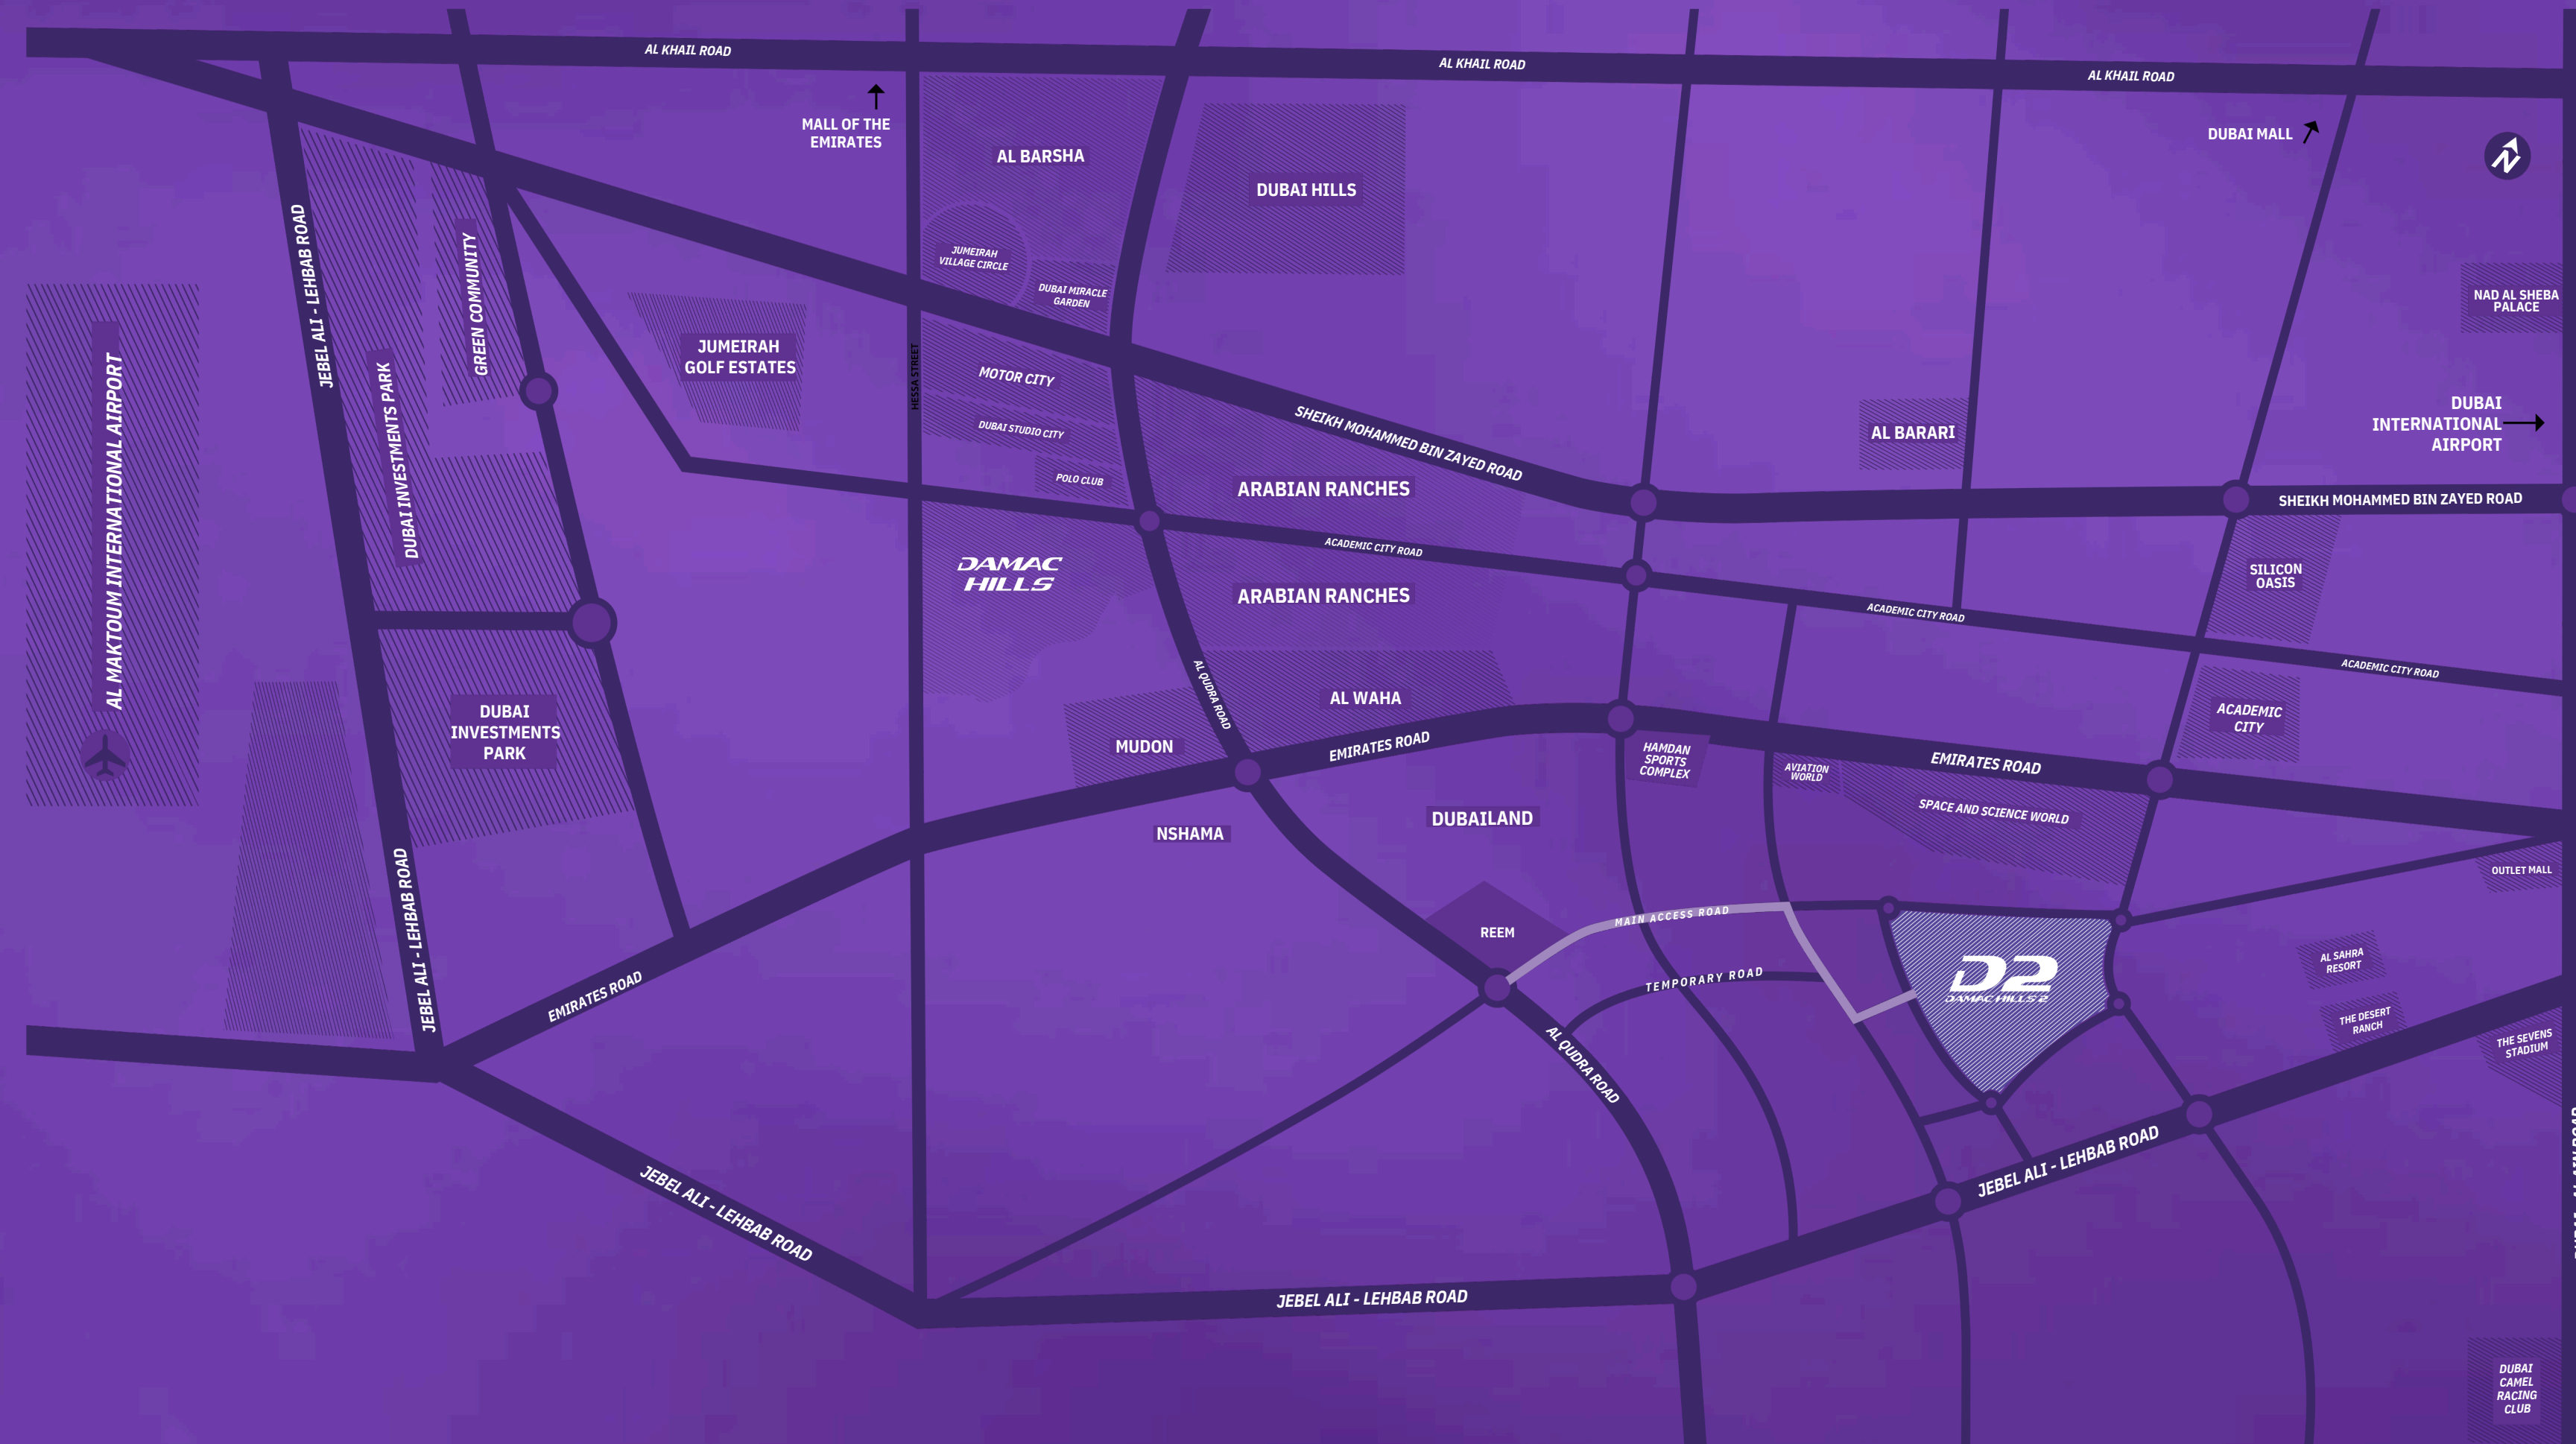 AL KHAIL ROAD
AL KHAIL ROAD
AL KHAIL ROAD
MALL OF THE
EMIRATES
DUBAI MALL
N
AL BARSHA
DUBAI HILLS
JEBEL ALI - LEHBAB ROAD
GREEN COMMUNITY
JUMEIRAH
VILLAGE CIRCLE
DUBAI MIRACLE
GARDEN
NAD AL SHEBA
PALACE
AL MAKTOUM INTERNATIONAL AIRPORT
DUBAI INVESTMENTS PARK
JUMEIRAH
GOLF ESTATES
HESSA STREET
MOTOR CITY
DUBAI STUDIO CITY
POLO CLUB
SHEIKH MOHAMMED BIN ZAYED ROAD
AL BARARI
DUBAI
INTERNATIONAL
AIRPORT
ARABIAN RANCHES
SHEIKH MOHAMMED BIN ZAYED ROAD
ACADEMIC CITY ROAD
DAMAC
HILLS
ARABIAN RANCHES
SILICON
OASIS
ACADEMIC CITY ROAD
ACADEMIC CITY ROAD
AL QUDRA ROAD
AL WAHA
DUBAI
INVESTMENTS
PARK
MUDON
EMIRATES ROAD
HAMDAN
SPORTS
COMPLEX
AVIATION
WORLD
EMIRATES ROAD
ACADEMIC
CITY
SPACE AND SCIENCE WORLD
NSHAMA
DUBAILAND
OUTLET MALL
JEBEL ALI - LEHBAB ROAD
REEM
MAIN ACCESS ROAD
TEMPORARY ROAD
D2
DAMAC HILLS 2
AL SAHRA
RESORT
THE DESERT
RANCH
THE SEVENS
STADIUM
EMIRATES ROAD
AL QUDRA ROAD
JEBEL ALI - LEHBAB ROAD
JEBEL ALI - LEHBAB ROAD
JEBEL ALI - LEHBAB ROAD
DUBAI
CAMEL
RACING
CLUB